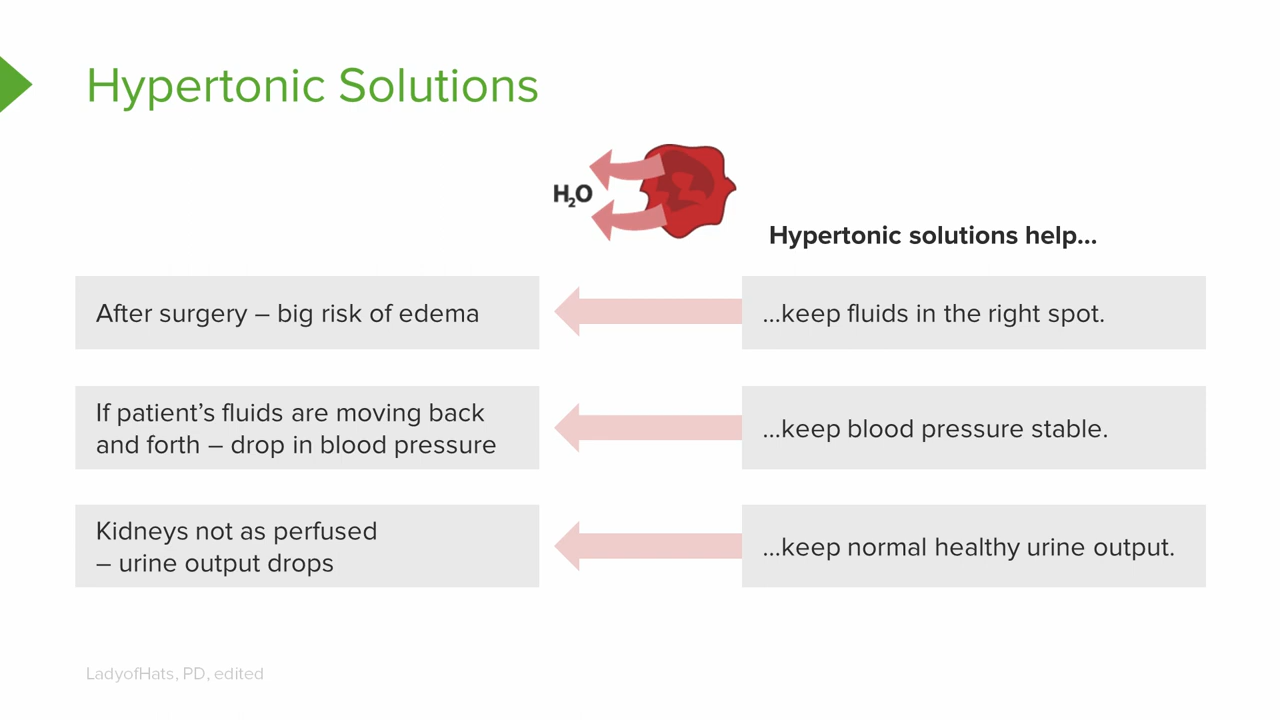 Hypertonic Solutions
H₂O
Hypertonic solutions help...
After surgery – big risk of edema
...keep fluids in the right spot.
If patient’s fluids are moving back
and forth – drop in blood pressure
...keep blood pressure stable.
Kidneys not as perfused
– urine output drops
...keep normal healthy urine output.
LadyofHats, PD, edited